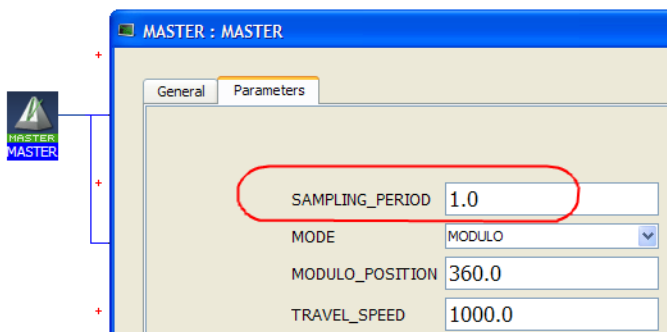 MASTER : MASTER
General Parameters
MASTER
MASTER
SAMPLING_PERIOD 1.0
MODE MODULO
MODULO_POSITION 360.0
TRAVEL_SPEED 1000.0